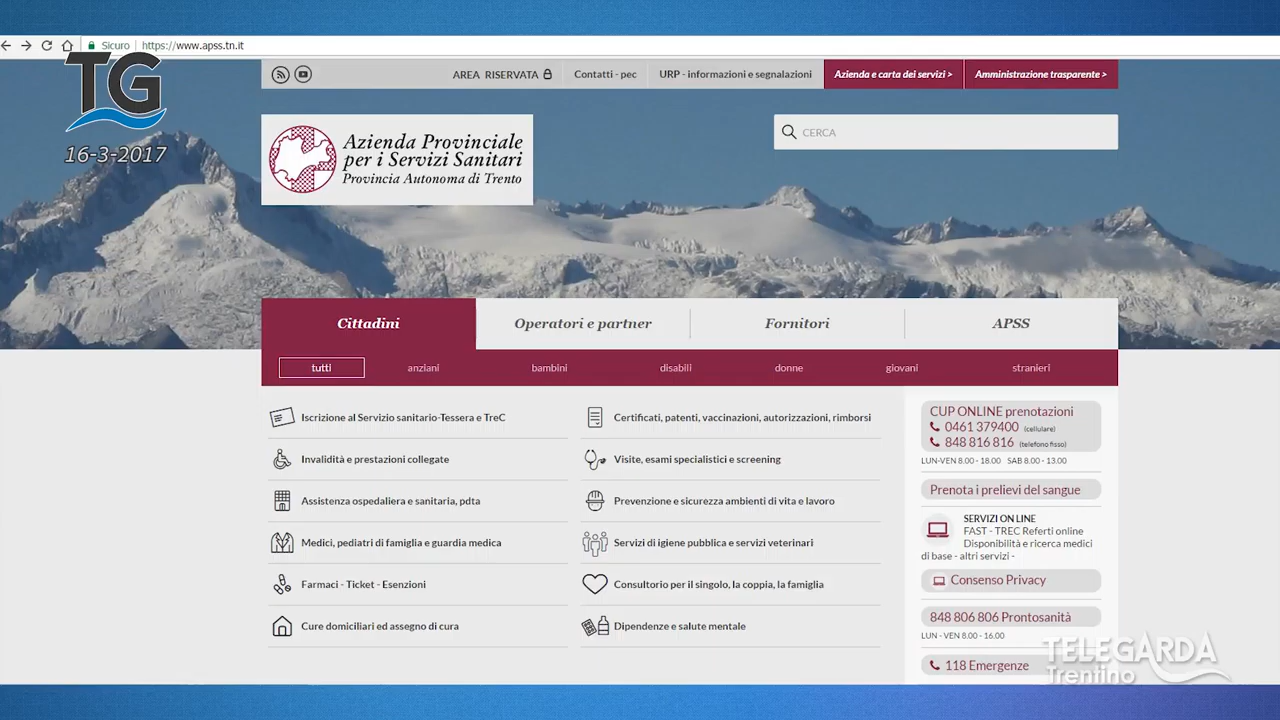 Sicuro https://www.apss.tn.it
TG
16-3-2017
AREA RISERVATA Contatti - pec URP - informazioni e segnalazioni Azienda e carta dei servizi > Amministrazione trasparente >
Azienda Provinciale
per i Servizi Sanitari
Provincia Autonoma di Trento
CERCA
Cittadini Operatori e partner Fornitori APSS
tutti anziani bambini disabili donne giovani stranieri
Iscrizione al Servizio sanitario-Tessera e TreC
Invalidità e prestazioni collegate
Assistenza ospedaliera e sanitaria, pdta
Medici, pediatri di famiglia e guardia medica
Farmaci - Ticket - Esenzioni
Cure domiciliari ed assegno di cura
Certificati, patenti, vaccinazioni, autorizzazioni, rimborsi
Visite, esami specialistici e screening
Prevenzione e sicurezza ambienti di vita e lavoro
Servizi di igiene pubblica e servizi veterinari
Consultorio per il singolo, la coppia, la famiglia
Dipendenze e salute mentale
CUP ONLINE prenotazioni
0461 379400 (cellulare)
848 816 816 (telefono fisso)
LUN-VEN 8.00 - 18.00 SAB 8.00 - 13.00
Prenota i prelievi del sangue
SERVIZI ON LINE
FAST - TREC Referti online
Disponibilità e ricerca medici
di base - altri servizi -
Consenso Privacy
848 806 806 Prontosanità
LUN - VEN 8.00 - 16.00
118 Emergenze
TELEGARDA
Trentino